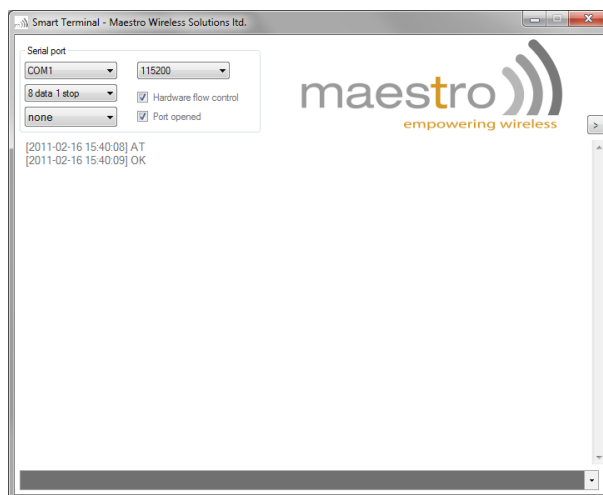 Smart Terminal - Maestro Wireless Solutions ltd.
Serial port
COM1
115200
8 data 1 stop
Hardware flow control
none
Port opened
maestro
empowering wireless
>
[2011-02-16 15:40:08] AT
[2011-02-16 15:40:09] OK